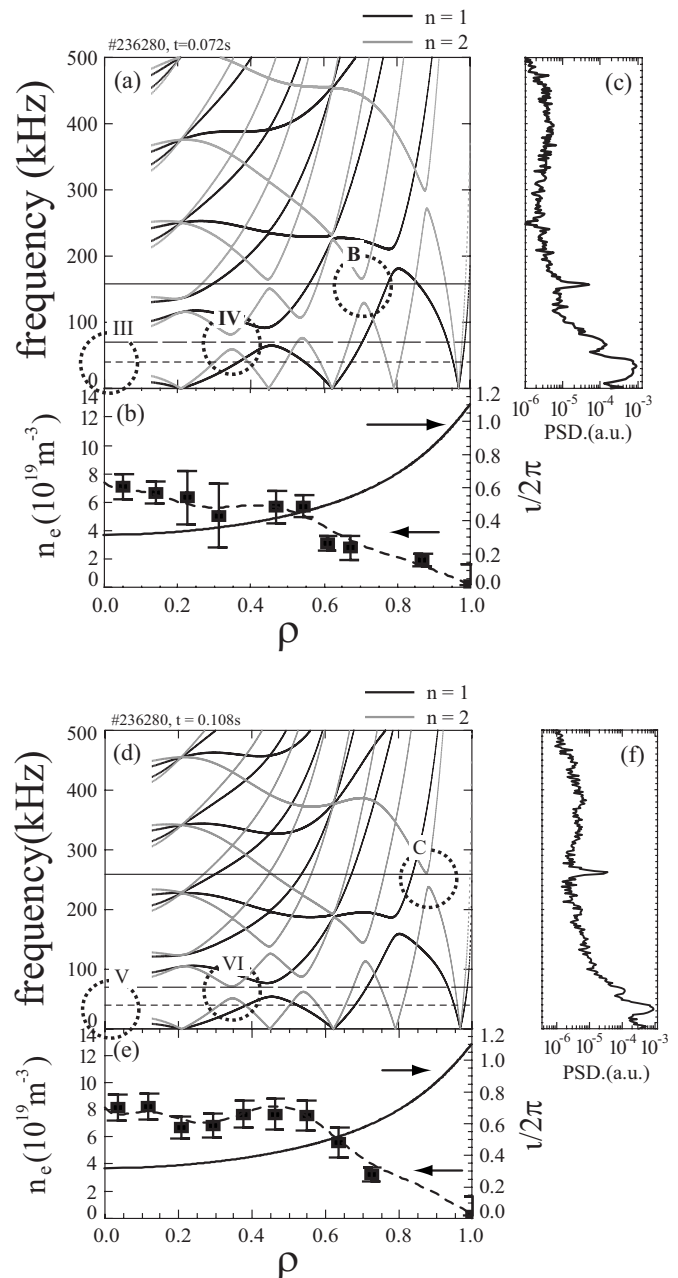 n = 1
n = 2
#236280, t=0.072s
(a)
(c)
500
400
300
200
100
0
frequency (kHz)
B
IV
III
10-6 10-5 10-4 10-3
PSD.(a.u.)
(b)
14
12
10
8
6
4
2
0
ne (10^19 m^-3)
1.2
1.0
0.8
0.6
0.4
0.2
0.0
ι/2π
0.0 0.2 0.4 0.6 0.8 1.0
ρ
n = 1
n = 2
#236280, t = 0.108s
(d)
(f)
500
400
300
200
100
0
frequency(kHz)
C
VI
V
10-6 10-5 10-4 10-3
PSD.(a.u.)
(e)
14
12
10
8
6
4
2
0
ne (10^19 m^-3)
1.2
1.0
0.8
0.6
0.4
0.2
0.0
ι/2π
0.0 0.2 0.4 0.6 0.8 1.0
ρ